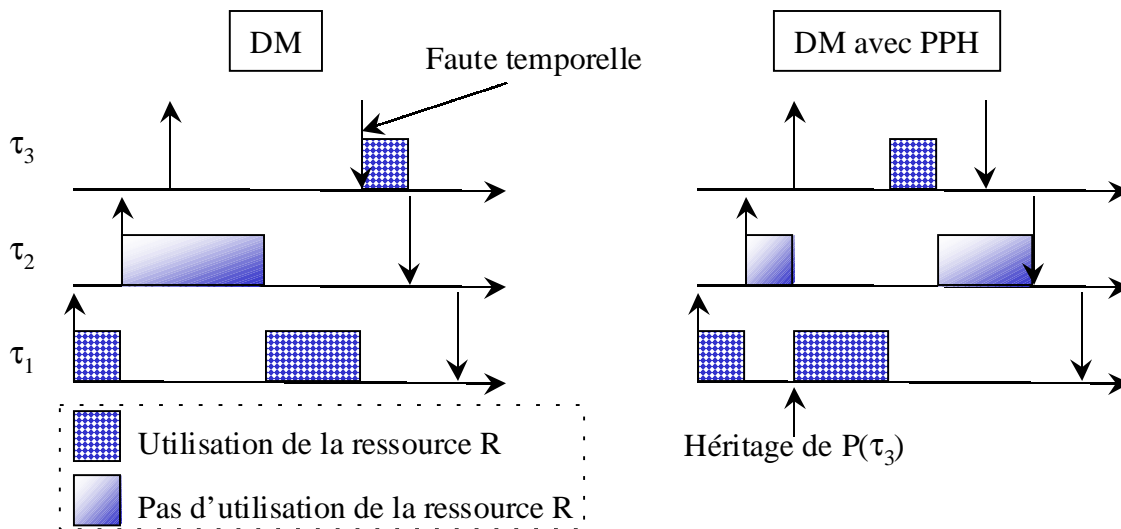 DM
DM avec PPH
Faute temporelle
τ3
τ2
τ1
Héritage de P(τ3)
Utilisation de la ressource R
Pas d'utilisation de la ressource R